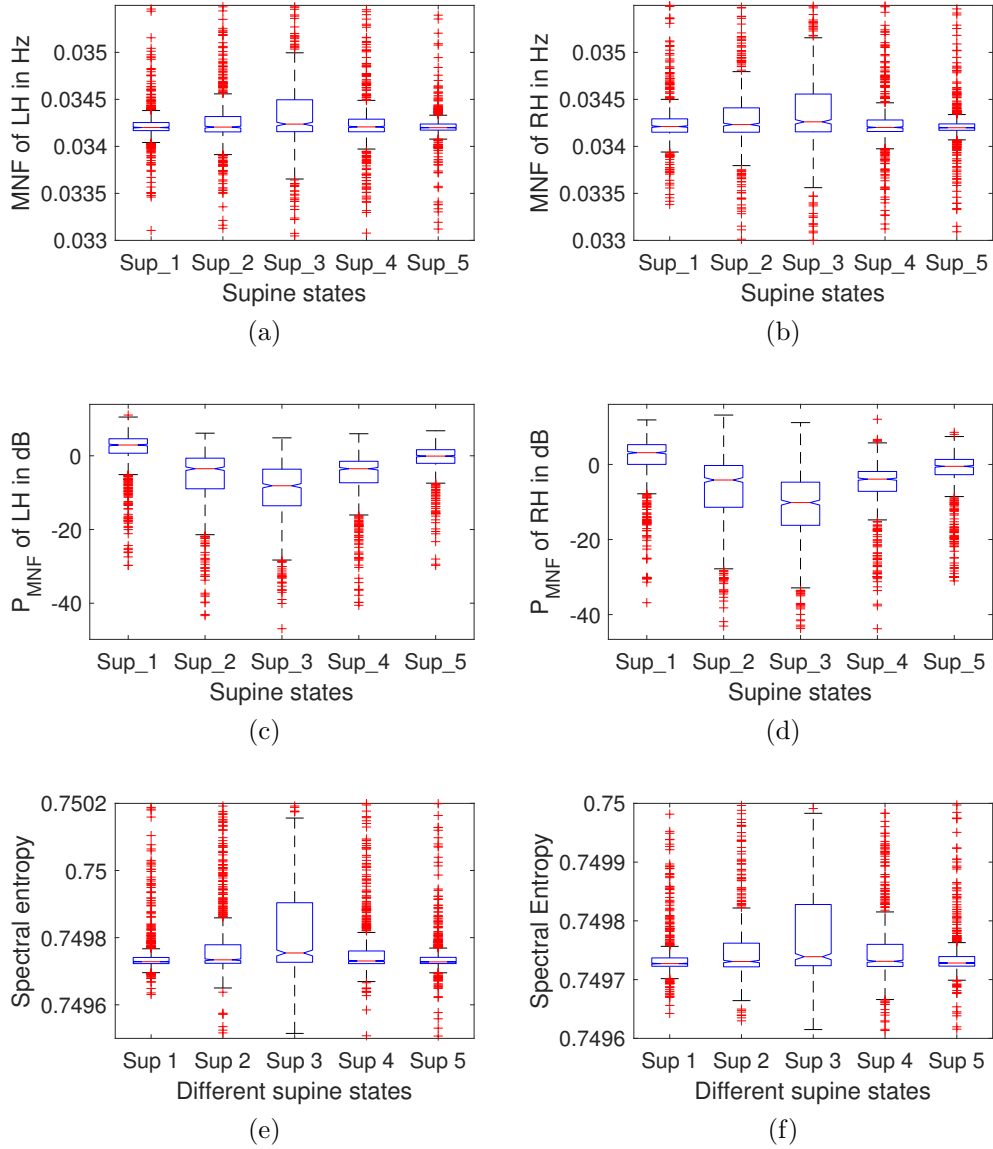 MNF of LH in Hz
0.035
0.0345
0.034
0.0335
0.033
Sup_1 Sup_2 Sup_3 Sup_4 Sup_5
Supine states
(a)
MNF of RH in Hz
0.035
0.0345
0.034
0.0335
0.033
Sup_1 Sup_2 Sup_3 Sup_4 Sup_5
Supine states
(b)
P_MNF of LH in dB
0
-20
-40
Sup_1 Sup_2 Sup_3 Sup_4 Sup_5
Supine states
(c)
P_MNF of RH in dB
0
-20
-40
Sup_1 Sup_2 Sup_3 Sup_4 Sup_5
Supine states
(d)
Spectral entropy
0.7502
0.75
0.7498
0.7496
Sup 1 Sup 2 Sup 3 Sup 4 Sup 5
Different supine states
(e)
Spectral Entropy
0.75
0.7499
0.7498
0.7497
0.7496
Sup 1 Sup 2 Sup 3 Sup 4 Sup 5
Different supine states
(f)